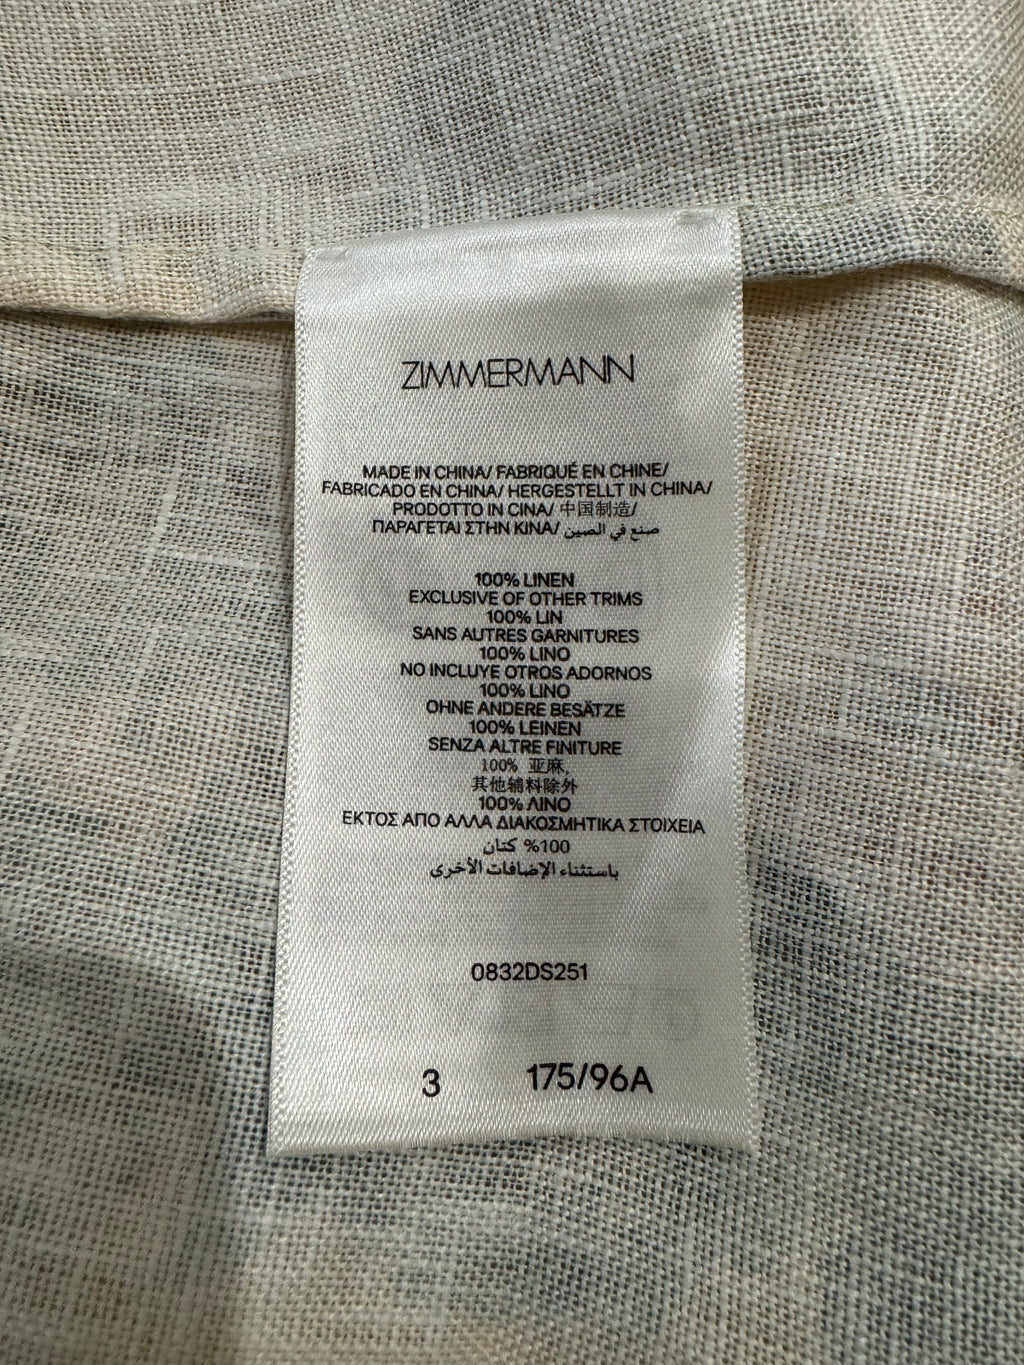 ZIMMERMANN
MADE IN CHINA/ FABRIQUÉ EN CHINE/
FABRICADO EN CHINA/ HERGESTELLT IN CHINA/
PRODOTTO IN CINA/ 中国制造/
ΠΑΡΑΓΕΤΑΙ ΣΤΗΝ ΚΙΝΑ/ صنع في الصين
100% LINEN
EXCLUSIVE OF OTHER TRIMS
100% LIN
SANS AUTRES GARNITURES
100% LINO
NO INCLUYE OTROS ADORNOS
100% LINO
OHNE ANDERE BESÄTZE
100% LEINEN
SENZA ALTRE FINITURE
100% 亚麻,
其他辅料除外
100% ΛΙΝΟ
ΕΚΤΟΣ ΑΠΟ ΑΛΛΑ ΔΙΑΚΟΣΜΗΤΙΚΑ ΣΤΟΙΧΕΙΑ
%100 كتان
باستثناء الإضافات الأخرى
0832DS251
3 175/96A